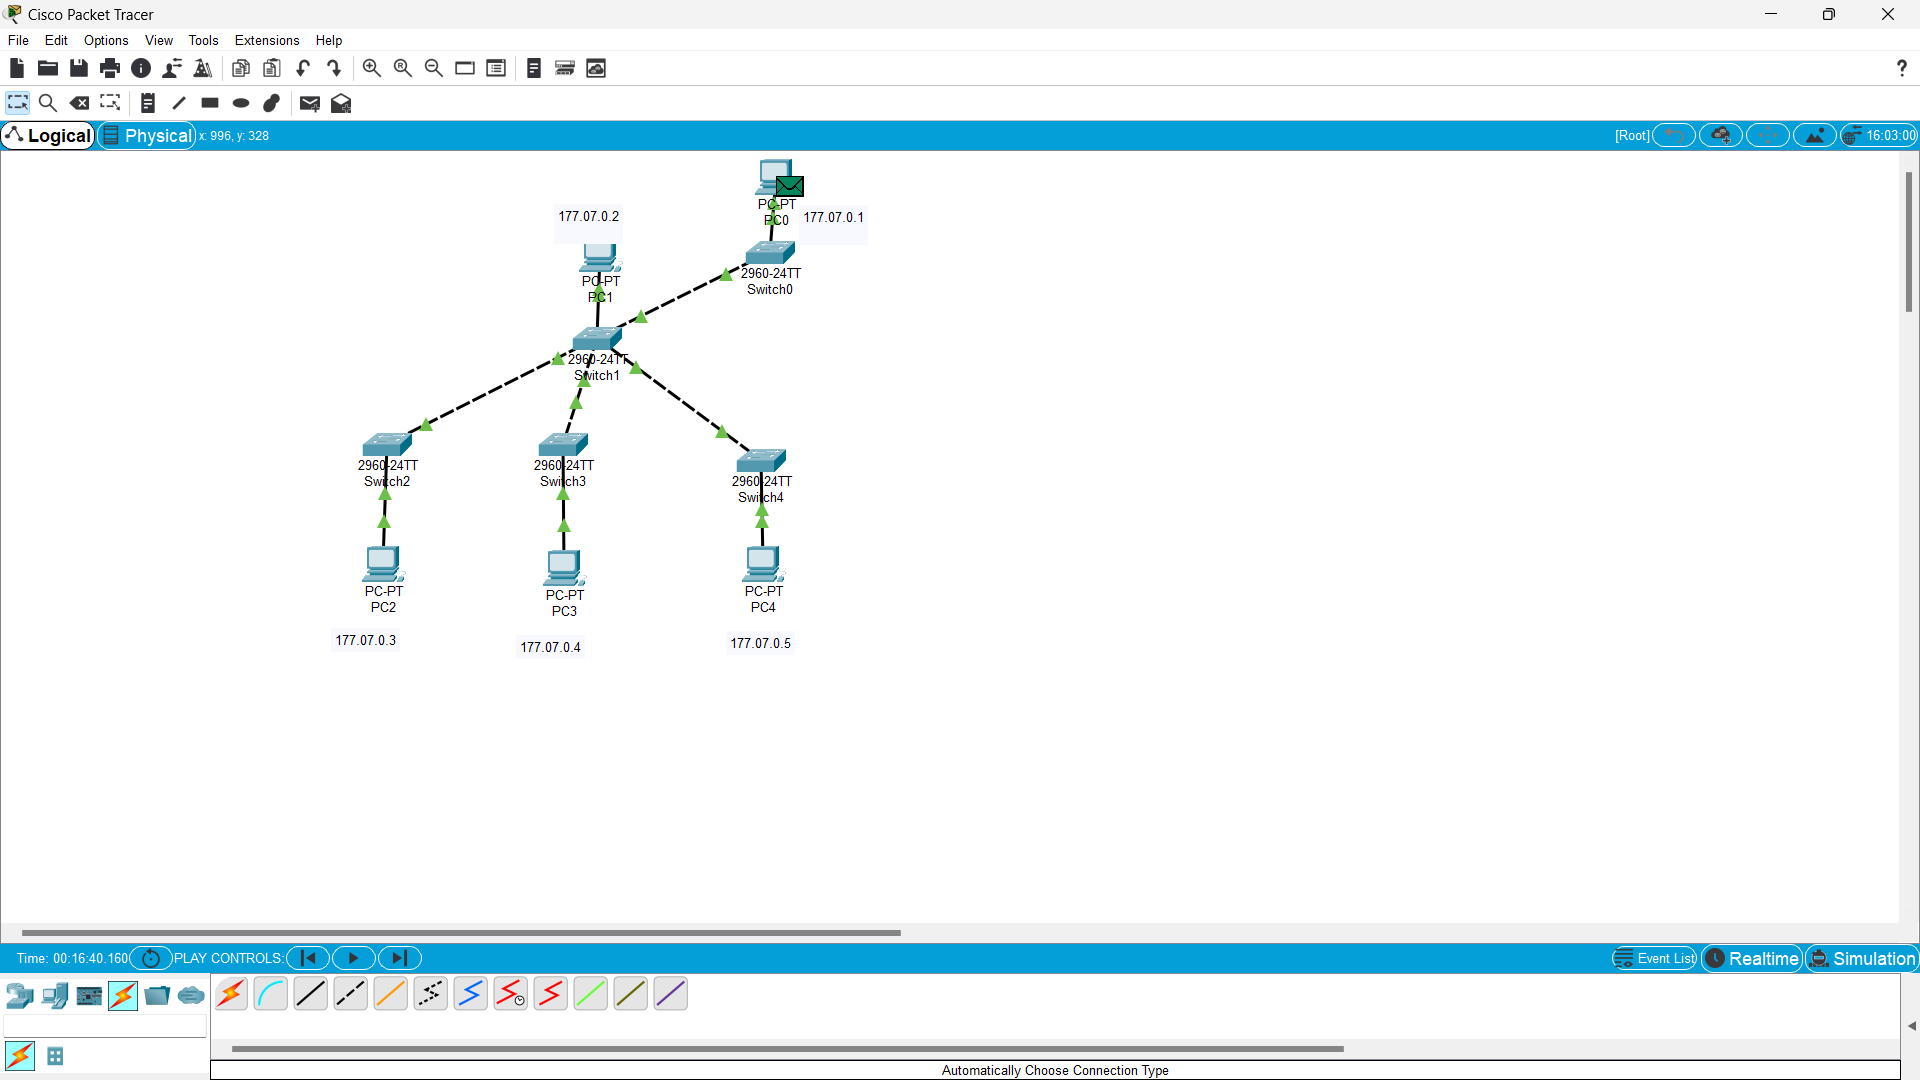 Cisco Packet Tracer
File Edit Options View Tools Extensions Help
Logical Physical x: 996, y: 328 [Root] 16:03:00
PC-PT
PC0
177.07.0.1
177.07.0.2
PC-PT
PC1
2960-24TT
Switch0
2960-24TT
Switch1
2960-24TT
Switch2
2960-24TT
Switch3
2960-24TT
Switch4
PC-PT
PC2
PC-PT
PC3
PC-PT
PC4
177.07.0.3
177.07.0.4
177.07.0.5
Time: 00:16:40.160 PLAY CONTROLS: Event List Realtime Simulation
Automatically Choose Connection Type